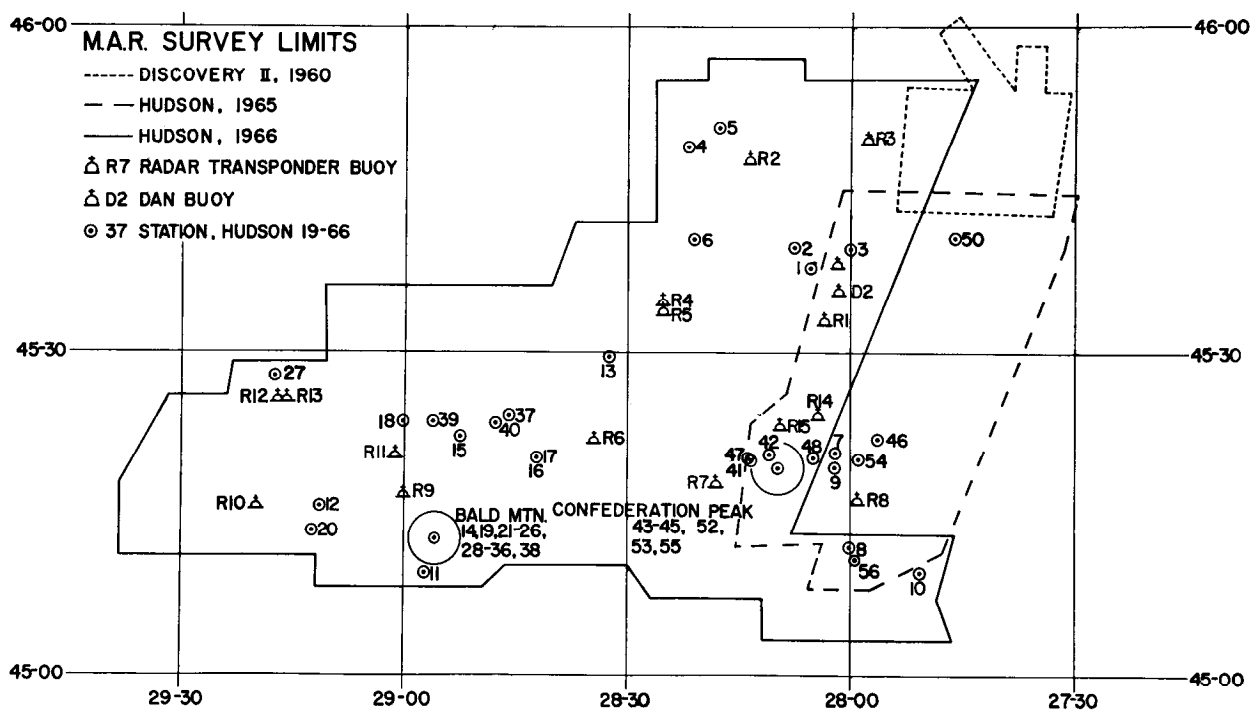 46-00
46-00
M.A.R. SURVEY LIMITS
DISCOVERY II, 1960
HUDSON, 1965
HUDSON, 1966
R7 RADAR TRANSPONDER BUOY
D2 DAN BUOY
37 STATION, HUDSON 19-66
5
4
R2
R3
6
2
3
50
1
D2
R4
R5
R1
45-30
45-30
13
27
R12
R13
R14
18
39
37
40
R15
15
R6
42
48
7
46
R11
17
16
47
41
54
9
R9
R7
R10
12
R8
BALD MTN.
CONFEDERATION PEAK
14,19,21-26,
43-45, 52,
20
28-36,38
53,55
8
56
11
10
45-00
45-00
29-30
29-00
28-30
28-00
27-30